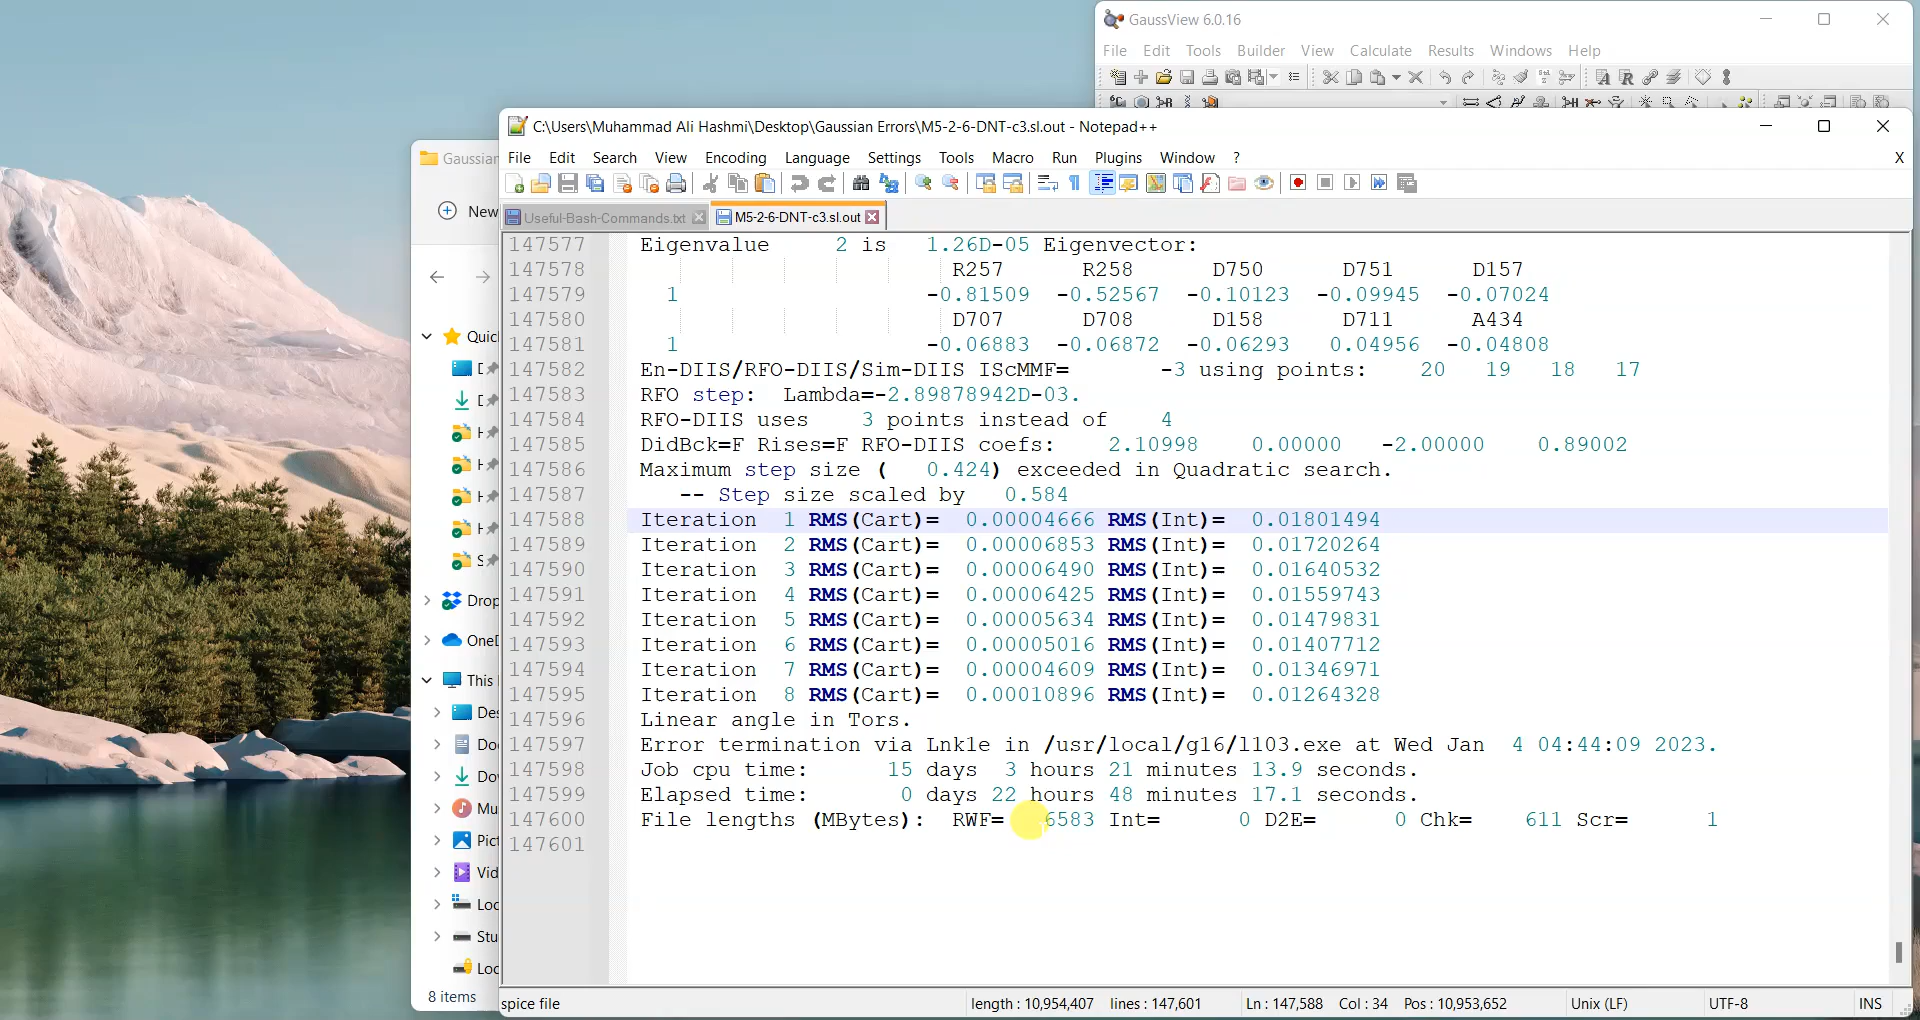 GaussView 6.0.16
File Edit Tools Builder View Calculate Results Windows Help
C:\Users\Muhammad Ali Hashmi\Desktop\Gaussian Errors\M5-2-6-DNT-c3.sl.out - Notepad++
Gaussian
File Edit Search View Encoding Language Settings Tools Macro Run Plugins Window ? X
New
Useful-Bash-Commands.txt M5-2-6-DNT-c3.sl.out
147577 Eigenvalue 2 is 1.26D-05 Eigenvector:
147578 R257 R258 D750 D751 D157
147579 1 -0.81509 -0.52567 -0.10123 -0.09945 -0.07024
147580 D707 D708 D158 D711 A434
147581 1 -0.06883 -0.06872 -0.06293 0.04956 -0.04808
147582 En-DIIS/RFO-DIIS/Sim-DIIS IScMMF= -3 using points: 20 19 18 17
147583 RFO step: Lambda=-2.89878942D-03.
147584 RFO-DIIS uses 3 points instead of 4
147585 DidBck=F Rises=F RFO-DIIS coefs: 2.10998 0.00000 -2.00000 0.89002
147586 Maximum step size ( 0.424) exceeded in Quadratic search.
147587 -- Step size scaled by 0.584
147588 Iteration 1 RMS(Cart)= 0.00004666 RMS(Int)= 0.01801494
147589 Iteration 2 RMS(Cart)= 0.00006853 RMS(Int)= 0.01720264
147590 Iteration 3 RMS(Cart)= 0.00006490 RMS(Int)= 0.01640532
147591 Iteration 4 RMS(Cart)= 0.00006425 RMS(Int)= 0.01559743
147592 Iteration 5 RMS(Cart)= 0.00005634 RMS(Int)= 0.01479831
147593 Iteration 6 RMS(Cart)= 0.00005016 RMS(Int)= 0.01407712
147594 Iteration 7 RMS(Cart)= 0.00004609 RMS(Int)= 0.01346971
147595 Iteration 8 RMS(Cart)= 0.00010896 RMS(Int)= 0.01264328
147596 Linear angle in Tors.
147597 Error termination via Lnk1e in /usr/local/g16/l103.exe at Wed Jan 4 04:44:09 2023.
147598 Job cpu time: 15 days 3 hours 21 minutes 13.9 seconds.
147599 Elapsed time: 0 days 22 hours 48 minutes 17.1 seconds.
147600 File lengths (MBytes): RWF= 6583 Int= 0 D2E= 0 Chk= 611 Scr= 1
147601
Quic
Drop
OneD
This
Des
Do
Do
Mu
Pict
Vid
Loc
Stu
Loc
8 items
spice file length : 10,954,407 lines : 147,601 Ln : 147,588 Col : 34 Pos : 10,953,652 Unix (LF) UTF-8 INS